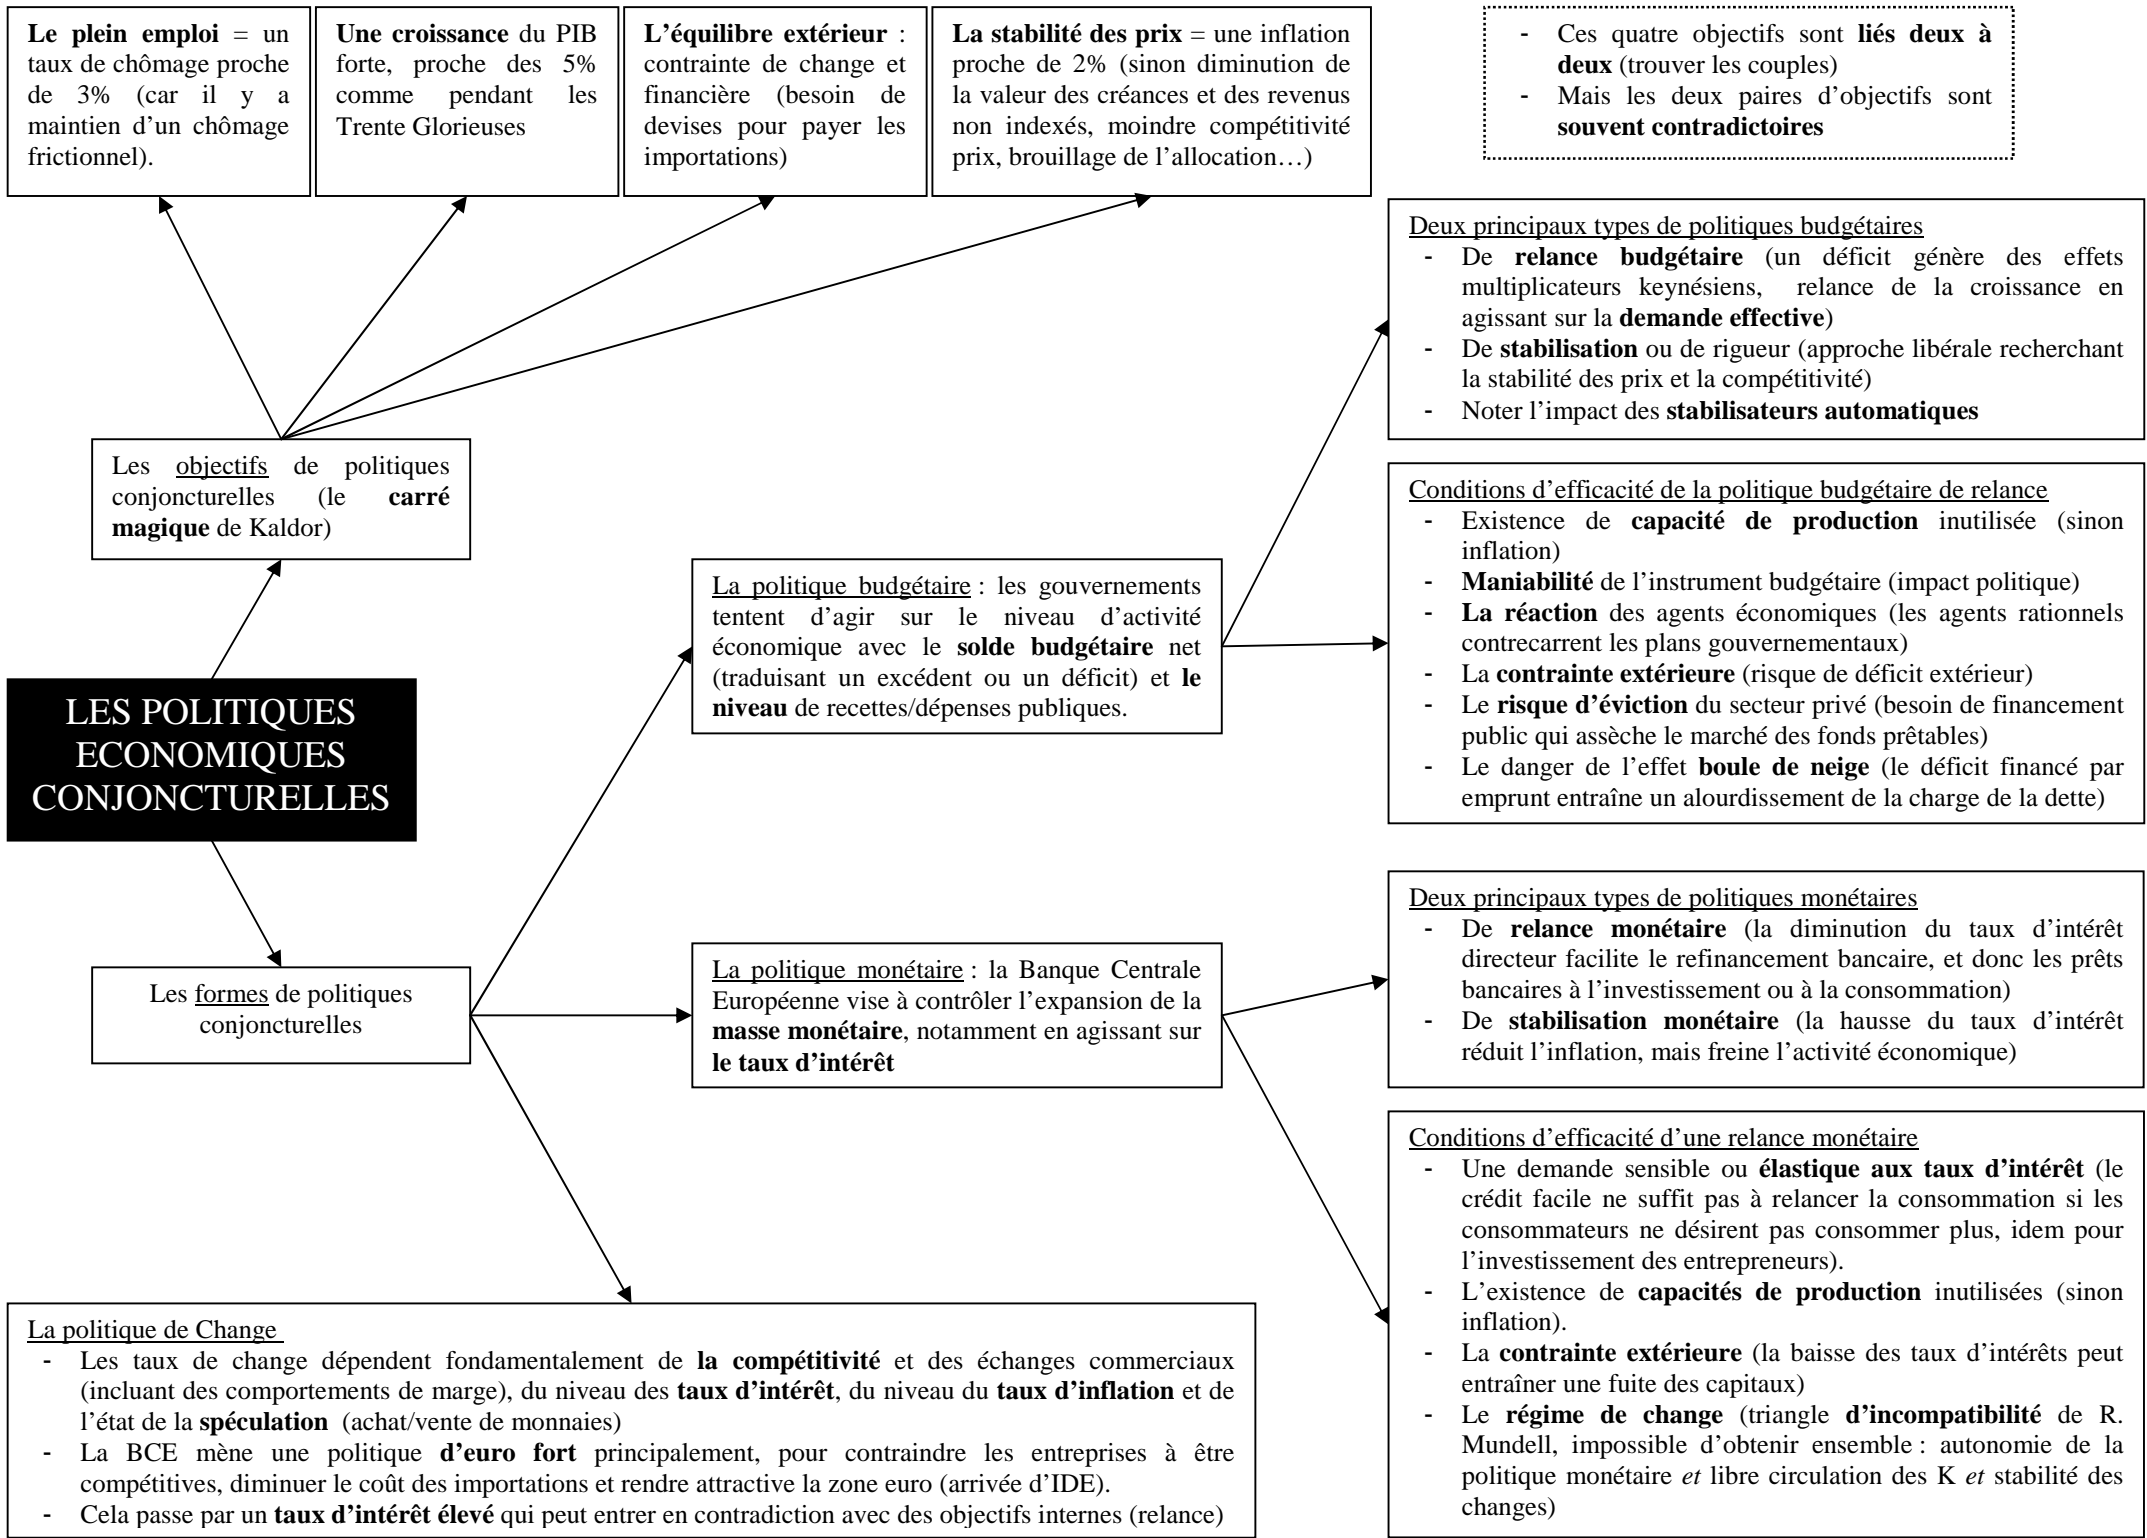 Le plein emploi = un
taux de chômage proche
de 3% (car il y a
maintien d’un chômage
frictionnel).
Une croissance du PIB
forte, proche des 5%
comme pendant les
Trente Glorieuses
L’équilibre extérieur :
contrainte de change et
financière (besoin de
devises pour payer les
importations)
La stabilité des prix = une inflation
proche de 2% (sinon diminution de
la valeur des créances et des revenus
non indexés, moindre compétitivité
prix, brouillage de l’allocation…)
- Ces quatre objectifs sont liés deux à
deux (trouver les couples)
- Mais les deux paires d’objectifs sont
souvent contradictoires
Deux principaux types de politiques budgétaires
- De relance budgétaire (un déficit génère des effets
multiplicateurs keynésiens, relance de la croissance en
agissant sur la demande effective)
- De stabilisation ou de rigueur (approche libérale recherchant
la stabilité des prix et la compétitivité)
- Noter l’impact des stabilisateurs automatiques
Les objectifs de politiques
conjoncturelles (le carré
magique de Kaldor)
Conditions d’efficacité de la politique budgétaire de relance
- Existence de capacité de production inutilisée (sinon
inflation)
- Maniabilité de l’instrument budgétaire (impact politique)
- La réaction des agents économiques (les agents rationnels
contrecarrent les plans gouvernementaux)
- La contrainte extérieure (risque de déficit extérieur)
- Le risque d’éviction du secteur privé (besoin de financement
public qui assèche le marché des fonds prêtables)
- Le danger de l’effet boule de neige (le déficit financé par
emprunt entraîne un alourdissement de la charge de la dette)
La politique budgétaire : les gouvernements
tentent d’agir sur le niveau d’activité
économique avec le solde budgétaire net
(traduisant un excédent ou un déficit) et le
niveau de recettes/dépenses publiques.
LES POLITIQUES
ECONOMIQUES
CONJONCTURELLES
Deux principaux types de politiques monétaires
- De relance monétaire (la diminution du taux d’intérêt
directeur facilite le refinancement bancaire, et donc les prêts
bancaires à l’investissement ou à la consommation)
- De stabilisation monétaire (la hausse du taux d’intérêt
réduit l’inflation, mais freine l’activité économique)
La politique monétaire : la Banque Centrale
Européenne vise à contrôler l’expansion de la
masse monétaire, notamment en agissant sur
le taux d’intérêt
Les formes de politiques
conjoncturelles
Conditions d’efficacité d’une relance monétaire
- Une demande sensible ou élastique aux taux d’intérêt (le
crédit facile ne suffit pas à relancer la consommation si les
consommateurs ne désirent pas consommer plus, idem pour
l’investissement des entrepreneurs).
- L’existence de capacités de production inutilisées (sinon
inflation).
- La contrainte extérieure (la baisse des taux d’intérêts peut
entraîner une fuite des capitaux)
- Le régime de change (triangle d’incompatibilité de R.
Mundell, impossible d’obtenir ensemble : autonomie de la
politique monétaire et libre circulation des K et stabilité des
changes)
La politique de Change
- Les taux de change dépendent fondamentalement de la compétitivité et des échanges commerciaux
(incluant des comportements de marge), du niveau des taux d’intérêt, du niveau du taux d’inflation et de
l’état de la spéculation (achat/vente de monnaies)
- La BCE mène une politique d’euro fort principalement, pour contraindre les entreprises à être
compétitives, diminuer le coût des importations et rendre attractive la zone euro (arrivée d’IDE).
- Cela passe par un taux d’intérêt élevé qui peut entrer en contradiction avec des objectifs internes (relance)